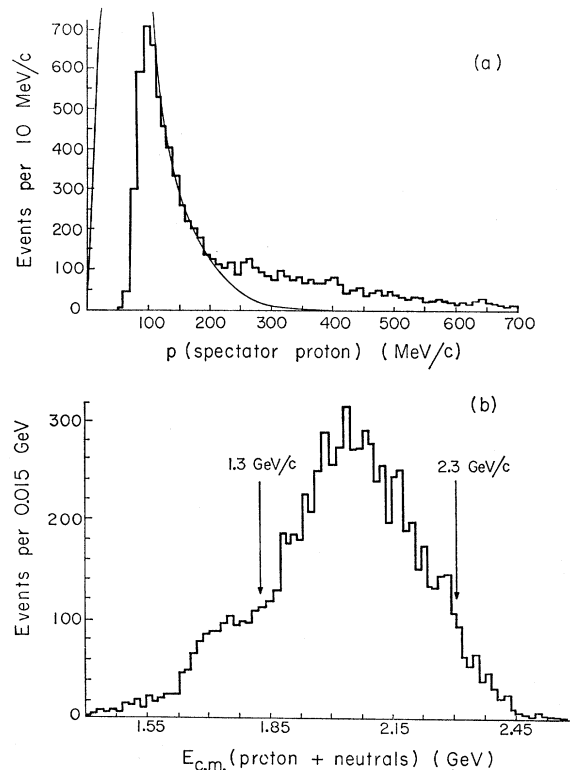 (a)
Events per 10 MeV/c
700
600
500
400
300
200
100
0
100 200 300 400 500 600 700
p (spectator proton) (MeV/c)
(b)
Events per 0.015 GeV
300
200
100
0
1.3 GeV/c
2.3 GeV/c
1.55 1.85 2.15 2.45
E c.m. (proton + neutrals) (GeV)